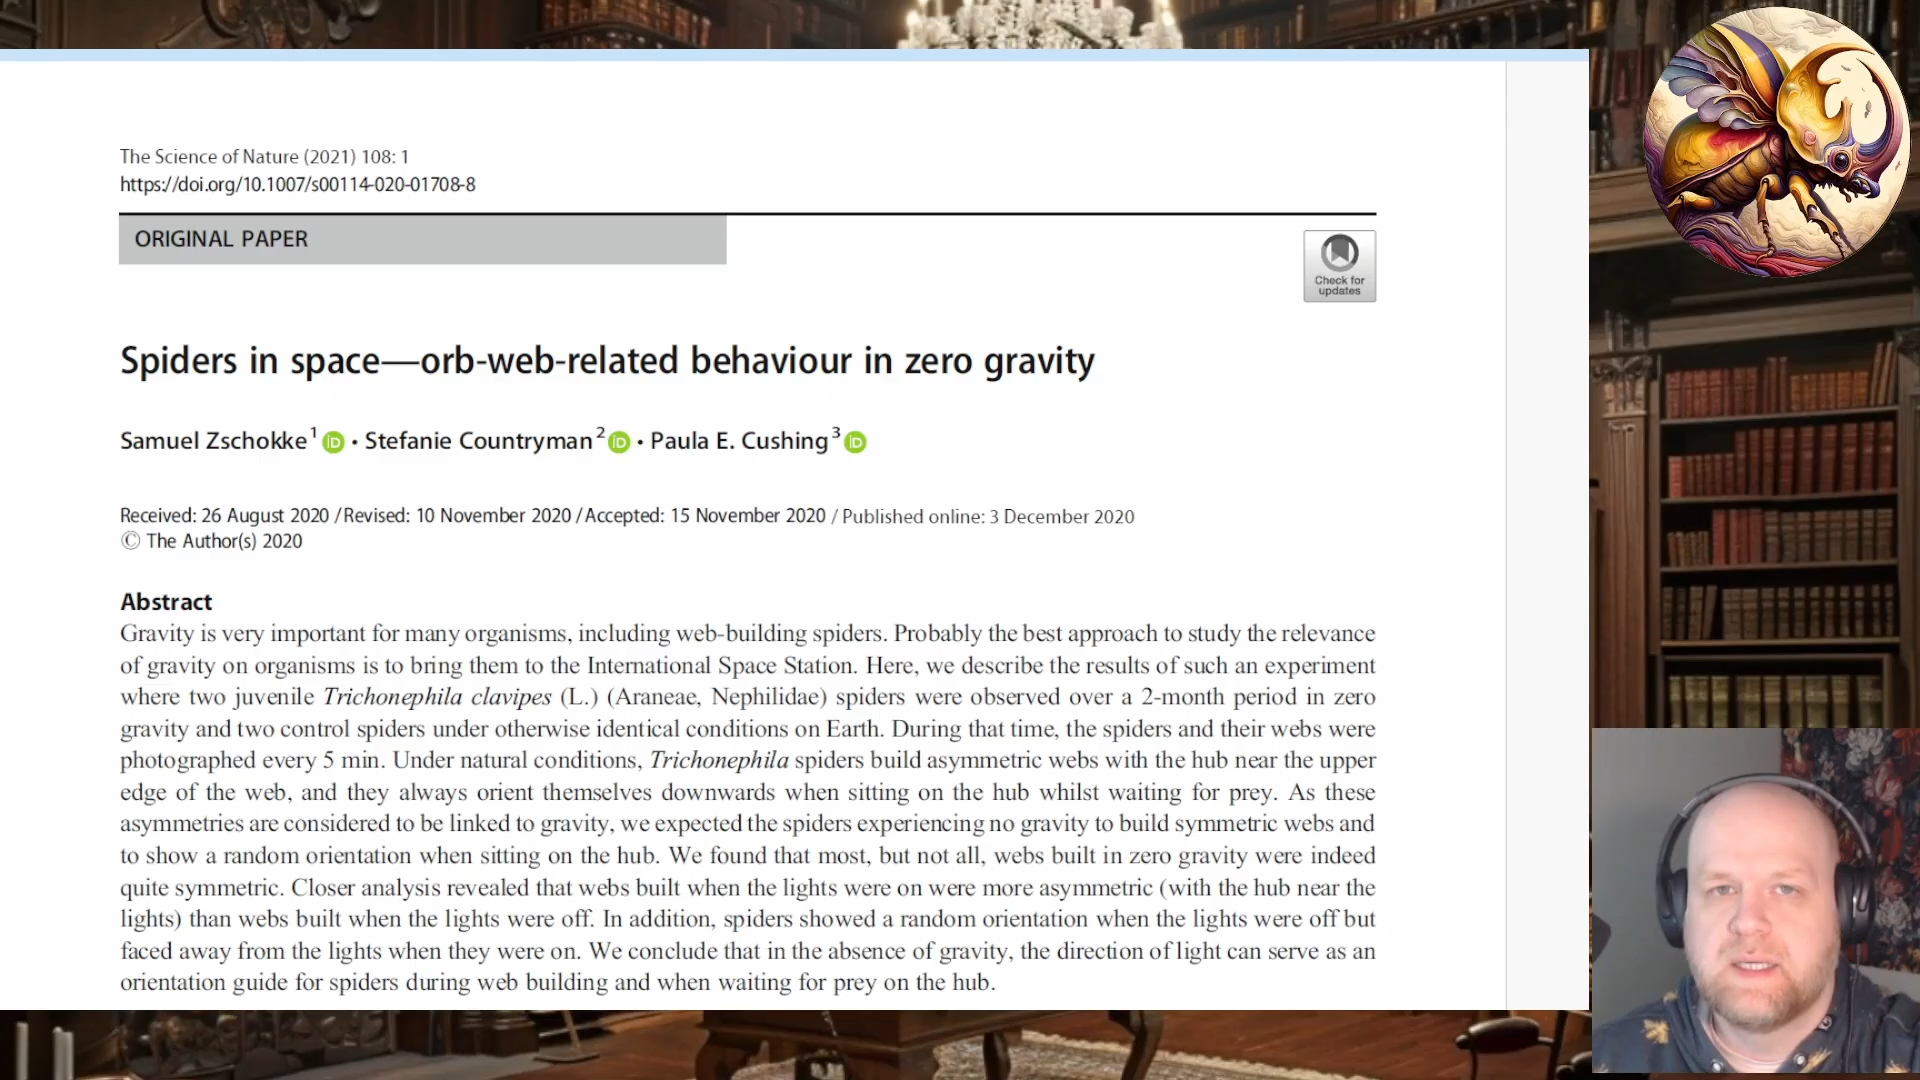 The Science of Nature (2021) 108: 1
https://doi.org/10.1007/s00114-020-01708-8
ORIGINAL PAPER
Check for
updates
Spiders in space—orb-web-related behaviour in zero gravity
Samuel Zschokke1 iD · Stefanie Countryman2 iD · Paula E. Cushing3 iD
Received: 26 August 2020 / Revised: 10 November 2020 / Accepted: 15 November 2020 / Published online: 3 December 2020
© The Author(s) 2020
Abstract
Gravity is very important for many organisms, including web-building spiders. Probably the best approach to study the relevance
of gravity on organisms is to bring them to the International Space Station. Here, we describe the results of such an experiment
where two juvenile Trichonephila clavipes (L.) (Araneae, Nephilidae) spiders were observed over a 2-month period in zero
gravity and two control spiders under otherwise identical conditions on Earth. During that time, the spiders and their webs were
photographed every 5 min. Under natural conditions, Trichonephila spiders build asymmetric webs with the hub near the upper
edge of the web, and they always orient themselves downwards when sitting on the hub whilst waiting for prey. As these
asymmetries are considered to be linked to gravity, we expected the spiders experiencing no gravity to build symmetric webs and
to show a random orientation when sitting on the hub. We found that most, but not all, webs built in zero gravity were indeed
quite symmetric. Closer analysis revealed that webs built when the lights were on were more asymmetric (with the hub near the
lights) than webs built when the lights were off. In addition, spiders showed a random orientation when the lights were off but
faced away from the lights when they were on. We conclude that in the absence of gravity, the direction of light can serve as an
orientation guide for spiders during web building and when waiting for prey on the hub.